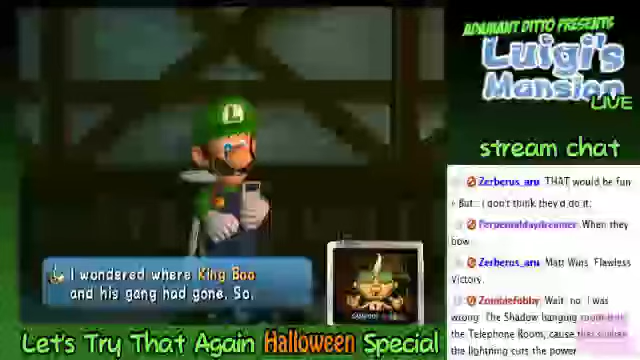 ADAMANT DITTO PRESENTS
Luigi's
Mansion
LIVE
L
stream chat
Zerberus_aru THAT would be fun
But.. I don't think they'd do it.
Perpetualdaydreamer When they
bow.
Zerberus_aru Matt Wins. Flawless
Victory.
Zombiefobby Wait no. I was
wrong. The Shadow hanging
the Telephone Room, cause that
the lightning cuts the power
I wondered where King Boo
and his gang had gone. So.
Let's Try That Again Halloween Special